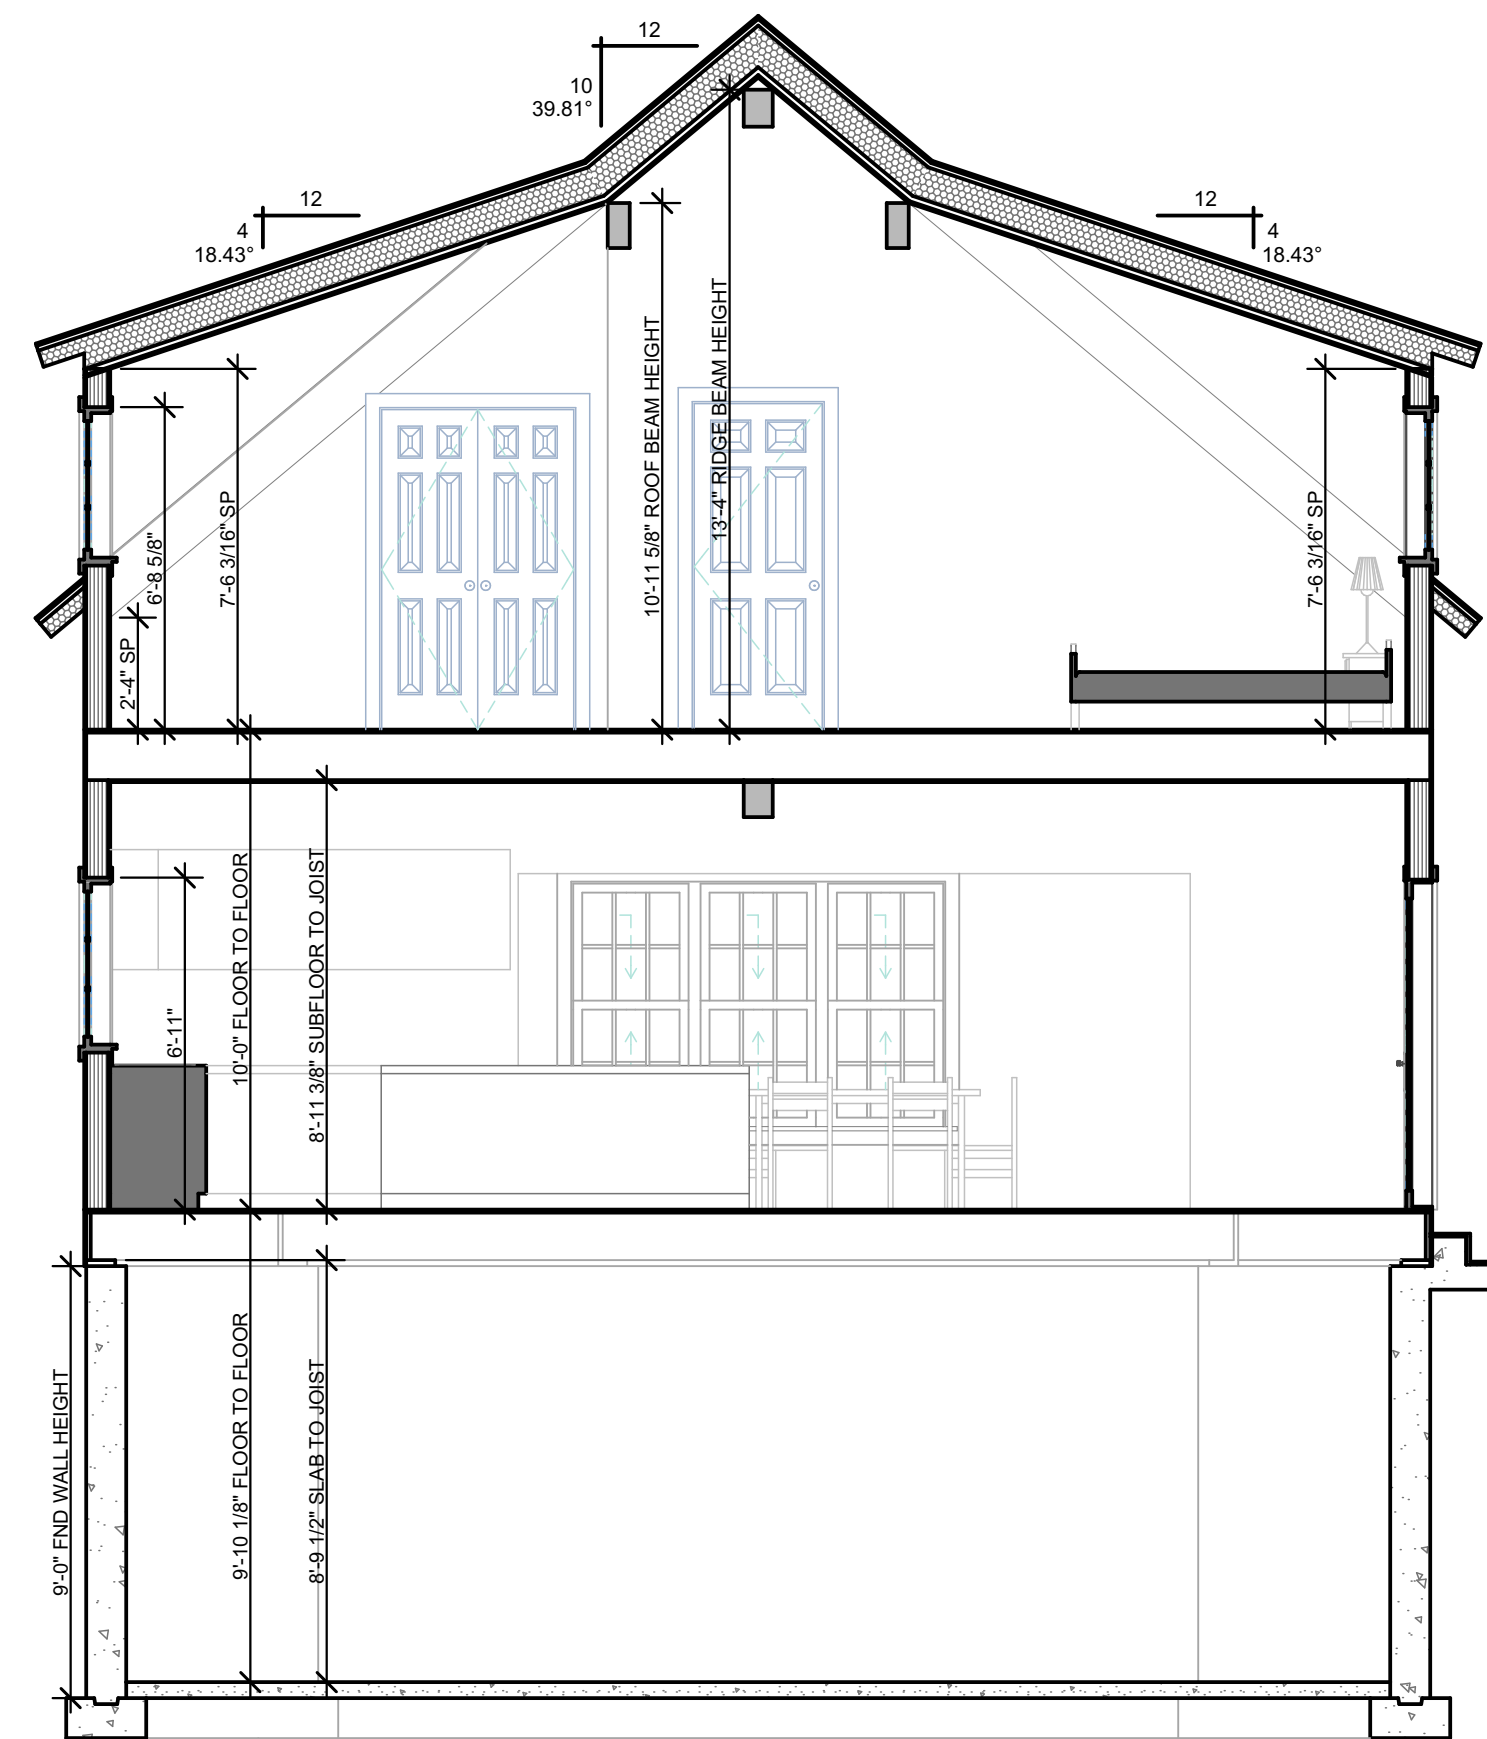 12
10
39.81°
12
4
18.43°
12
4
18.43°
2'-4" SP
6'-8 5/8"
7'-6 3/16" SP
10'-11 5/8" ROOF BEAM HEIGHT
13'-4" RIDGE BEAM HEIGHT
7'-6 3/16" SP
6'-11"
10'-0" FLOOR TO FLOOR
8'-11 3/8" SUBFLOOR TO JOIST
9'-0" FND WALL HEIGHT
9'-10 1/8" FLOOR TO FLOOR
8'-9 1/2" SLAB TO JOIST